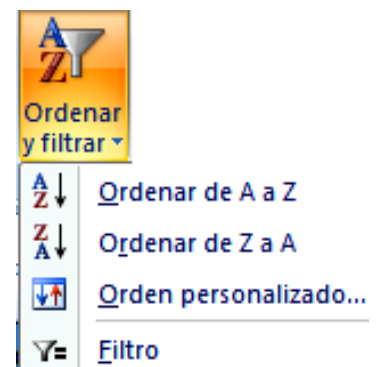 Ordenar
y filtrar
Ordenar de A a Z
Ordenar de Z a A
Orden personalizado...
Filtro